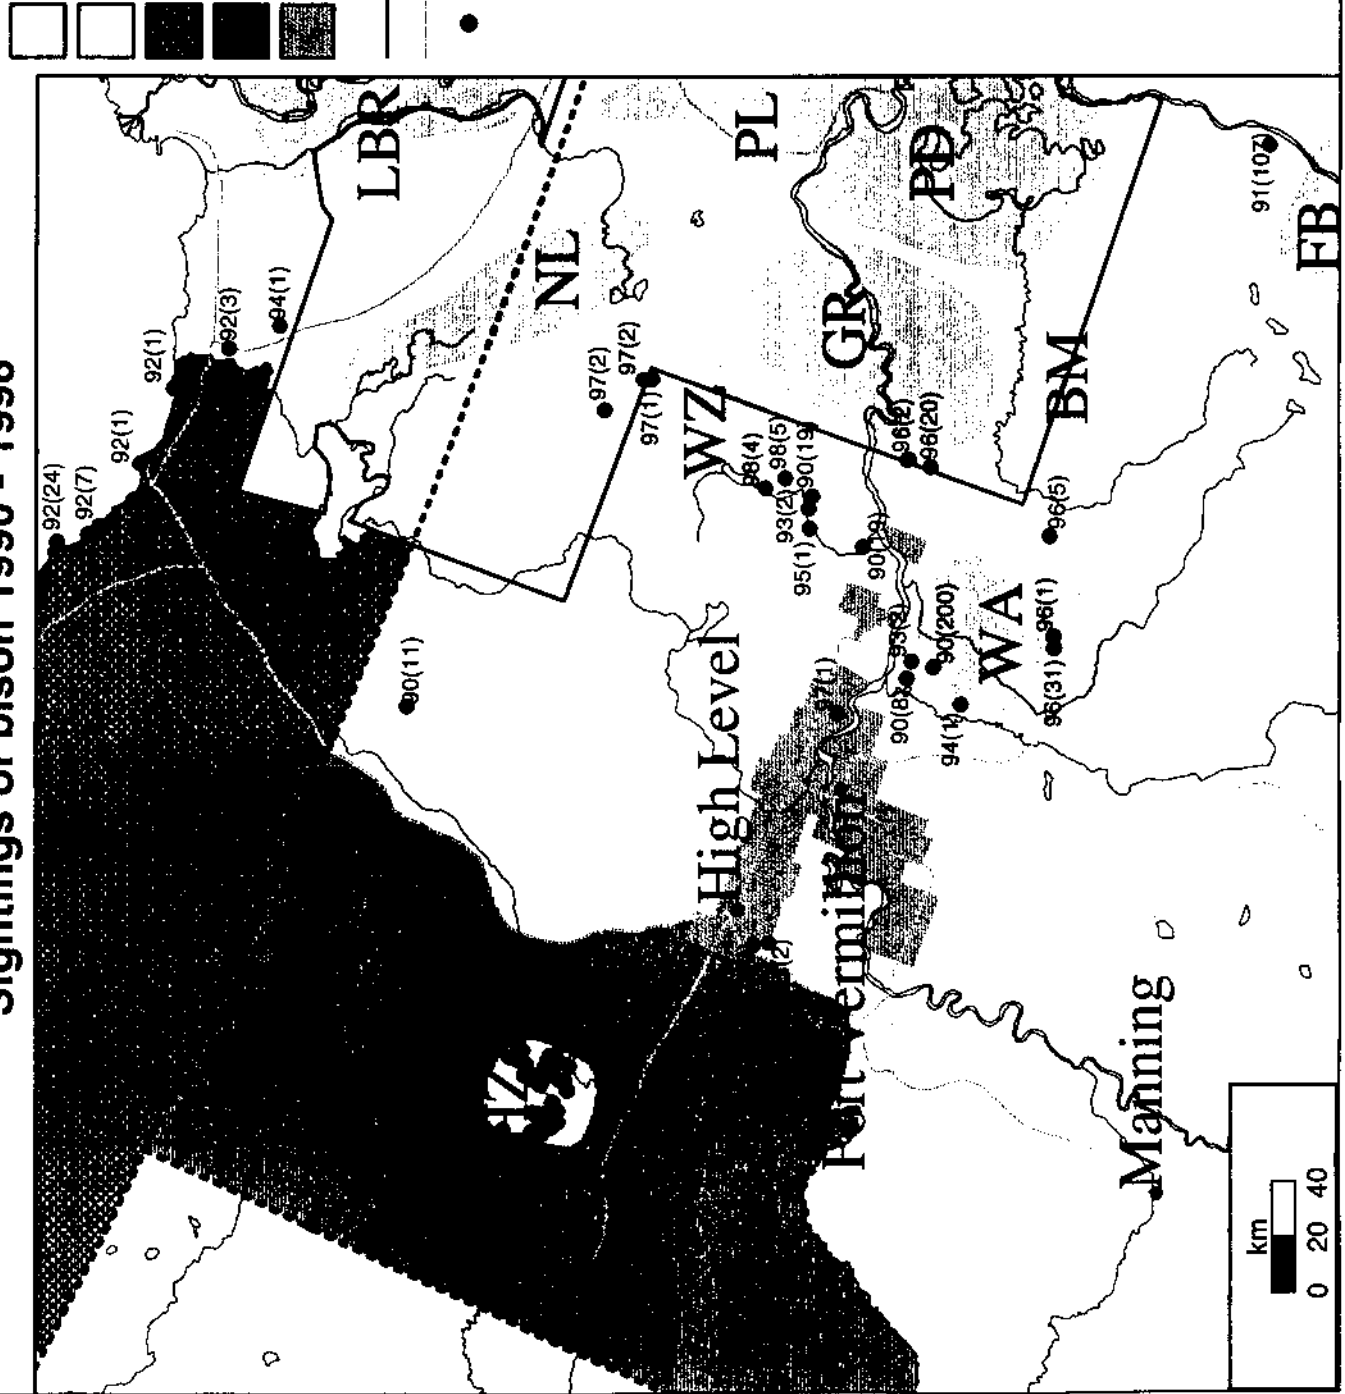 Sightings of bison 1990 - 1998
92(24)
92(7)
92(1)
92(1)
92(3)
94(1)
LBR
NL
PL
90(11)
97(2)
97(2)
97(1)
WZ
98(4)
98(5)
90(19)
93(2)
95(1)
90(19)
GR
PD
96(2)
96(20)
BM
96(5)
High Level
93(2)
90(200)
WA
96(1)
96(31)
94(1)
Fort Vermilion
HZ
Manning
91(107)
FB
km
0 20 40